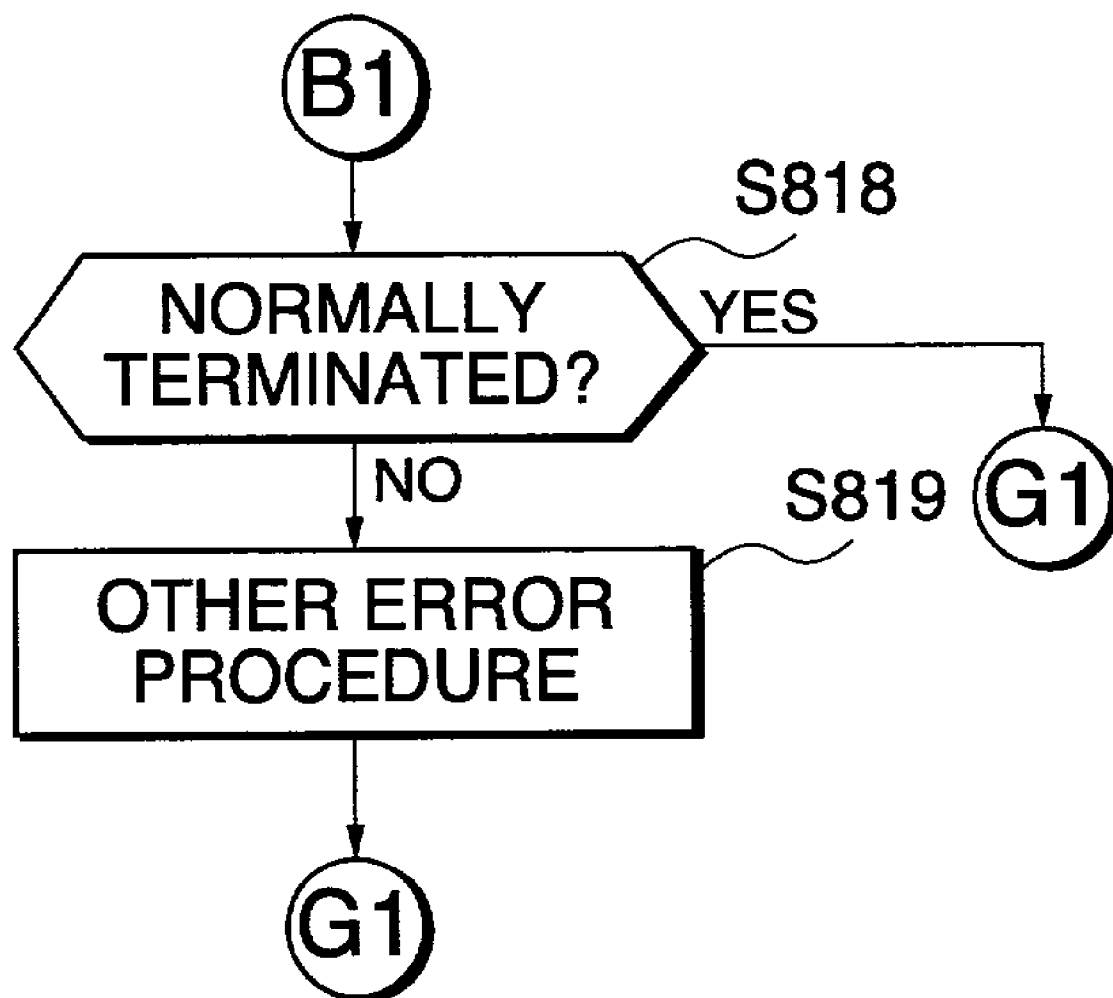 B1
S818
NORMALLY
TERMINATED?
YES
NO
G1
S819
OTHER ERROR
PROCEDURE
G1